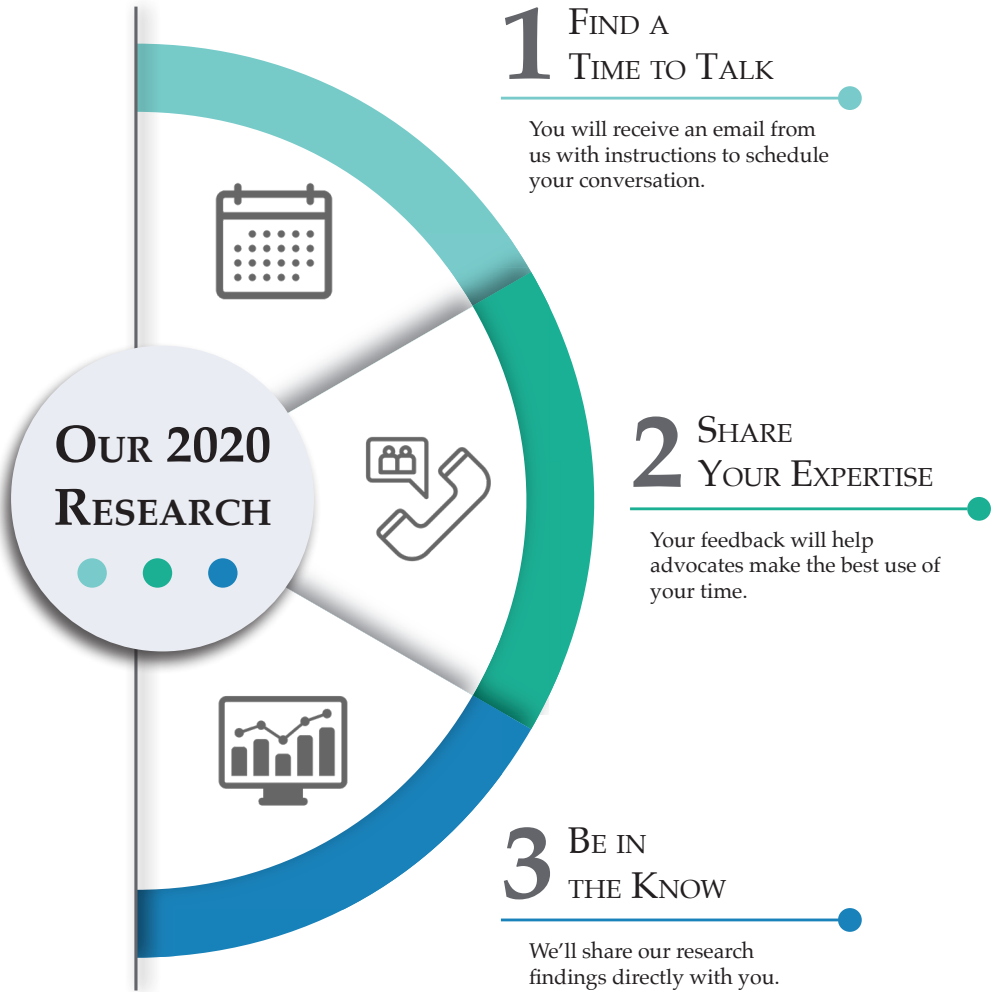 1 Find a
Time to Talk
You will receive an email from
us with instructions to schedule
your conversation.
Our 2020
Research
2 Share
Your Expertise
Your feedback will help
advocates make the best use of
your time.
3 Be in
the Know
We’ll share our research
findings directly with you.